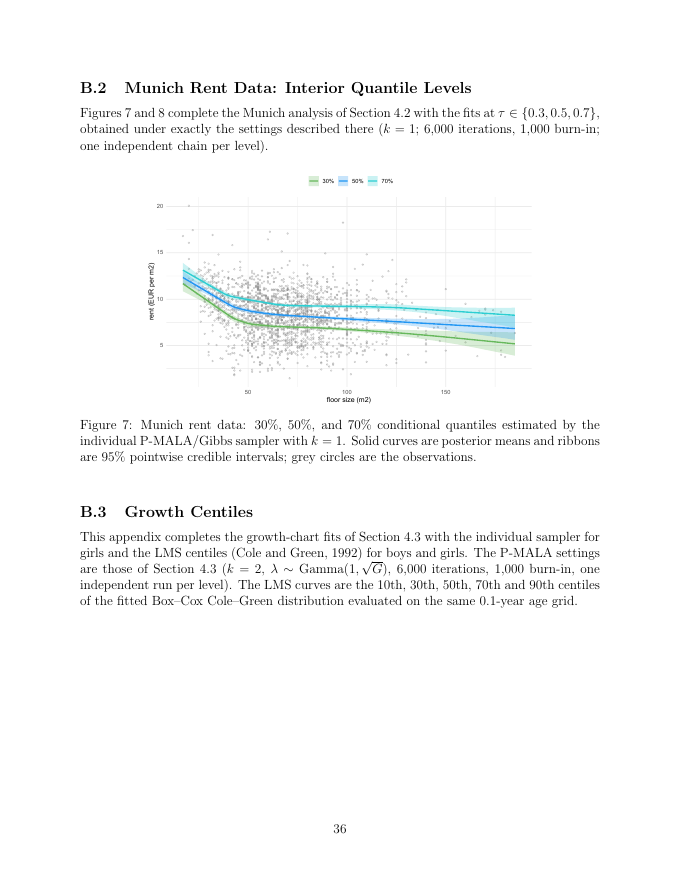 B.2 Munich Rent Data: Interior Quantile Levels
Figures 7 and 8 complete the Munich analysis of Section 4.2 with the fits at τ ∈ {0.3, 0.5, 0.7},
obtained under exactly the settings described there (k = 1; 6,000 iterations, 1,000 burn-in;
one independent chain per level).
30% 50% 70%
20
15
10
5
rent (EUR per m2)
50 100 150
floor size (m2)
Figure 7: Munich rent data: 30%, 50%, and 70% conditional quantiles estimated by the
individual P-MALA/Gibbs sampler with k = 1. Solid curves are posterior means and ribbons
are 95% pointwise credible intervals; grey circles are the observations.
B.3 Growth Centiles
This appendix completes the growth-chart fits of Section 4.3 with the individual sampler for
girls and the LMS centiles (Cole and Green, 1992) for boys and girls. The P-MALA settings
are those of Section 4.3 (k = 2, λ ∼ Gamma(1, √G), 6,000 iterations, 1,000 burn-in, one
independent run per level). The LMS curves are the 10th, 30th, 50th, 70th and 90th centiles
of the fitted Box–Cox Cole–Green distribution evaluated on the same 0.1-year age grid.
36